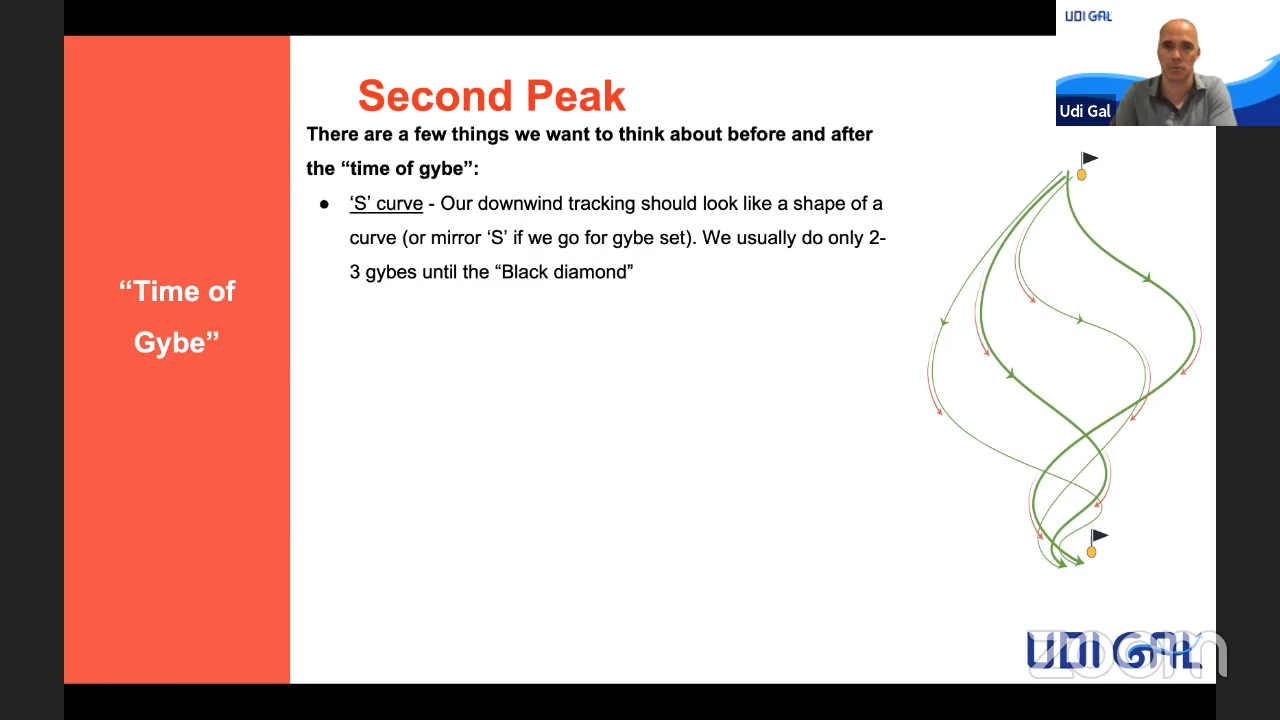 UDI GAL
Udi Gal
Second Peak
There are a few things we want to think about before and after
the “time of gybe”:
● ‘S’ curve - Our downwind tracking should look like a shape of a
curve (or mirror ‘S’ if we go for gybe set). We usually do only 2-
3 gybes until the “Black diamond”
“Time of
Gybe”
UDI GAL
zoom